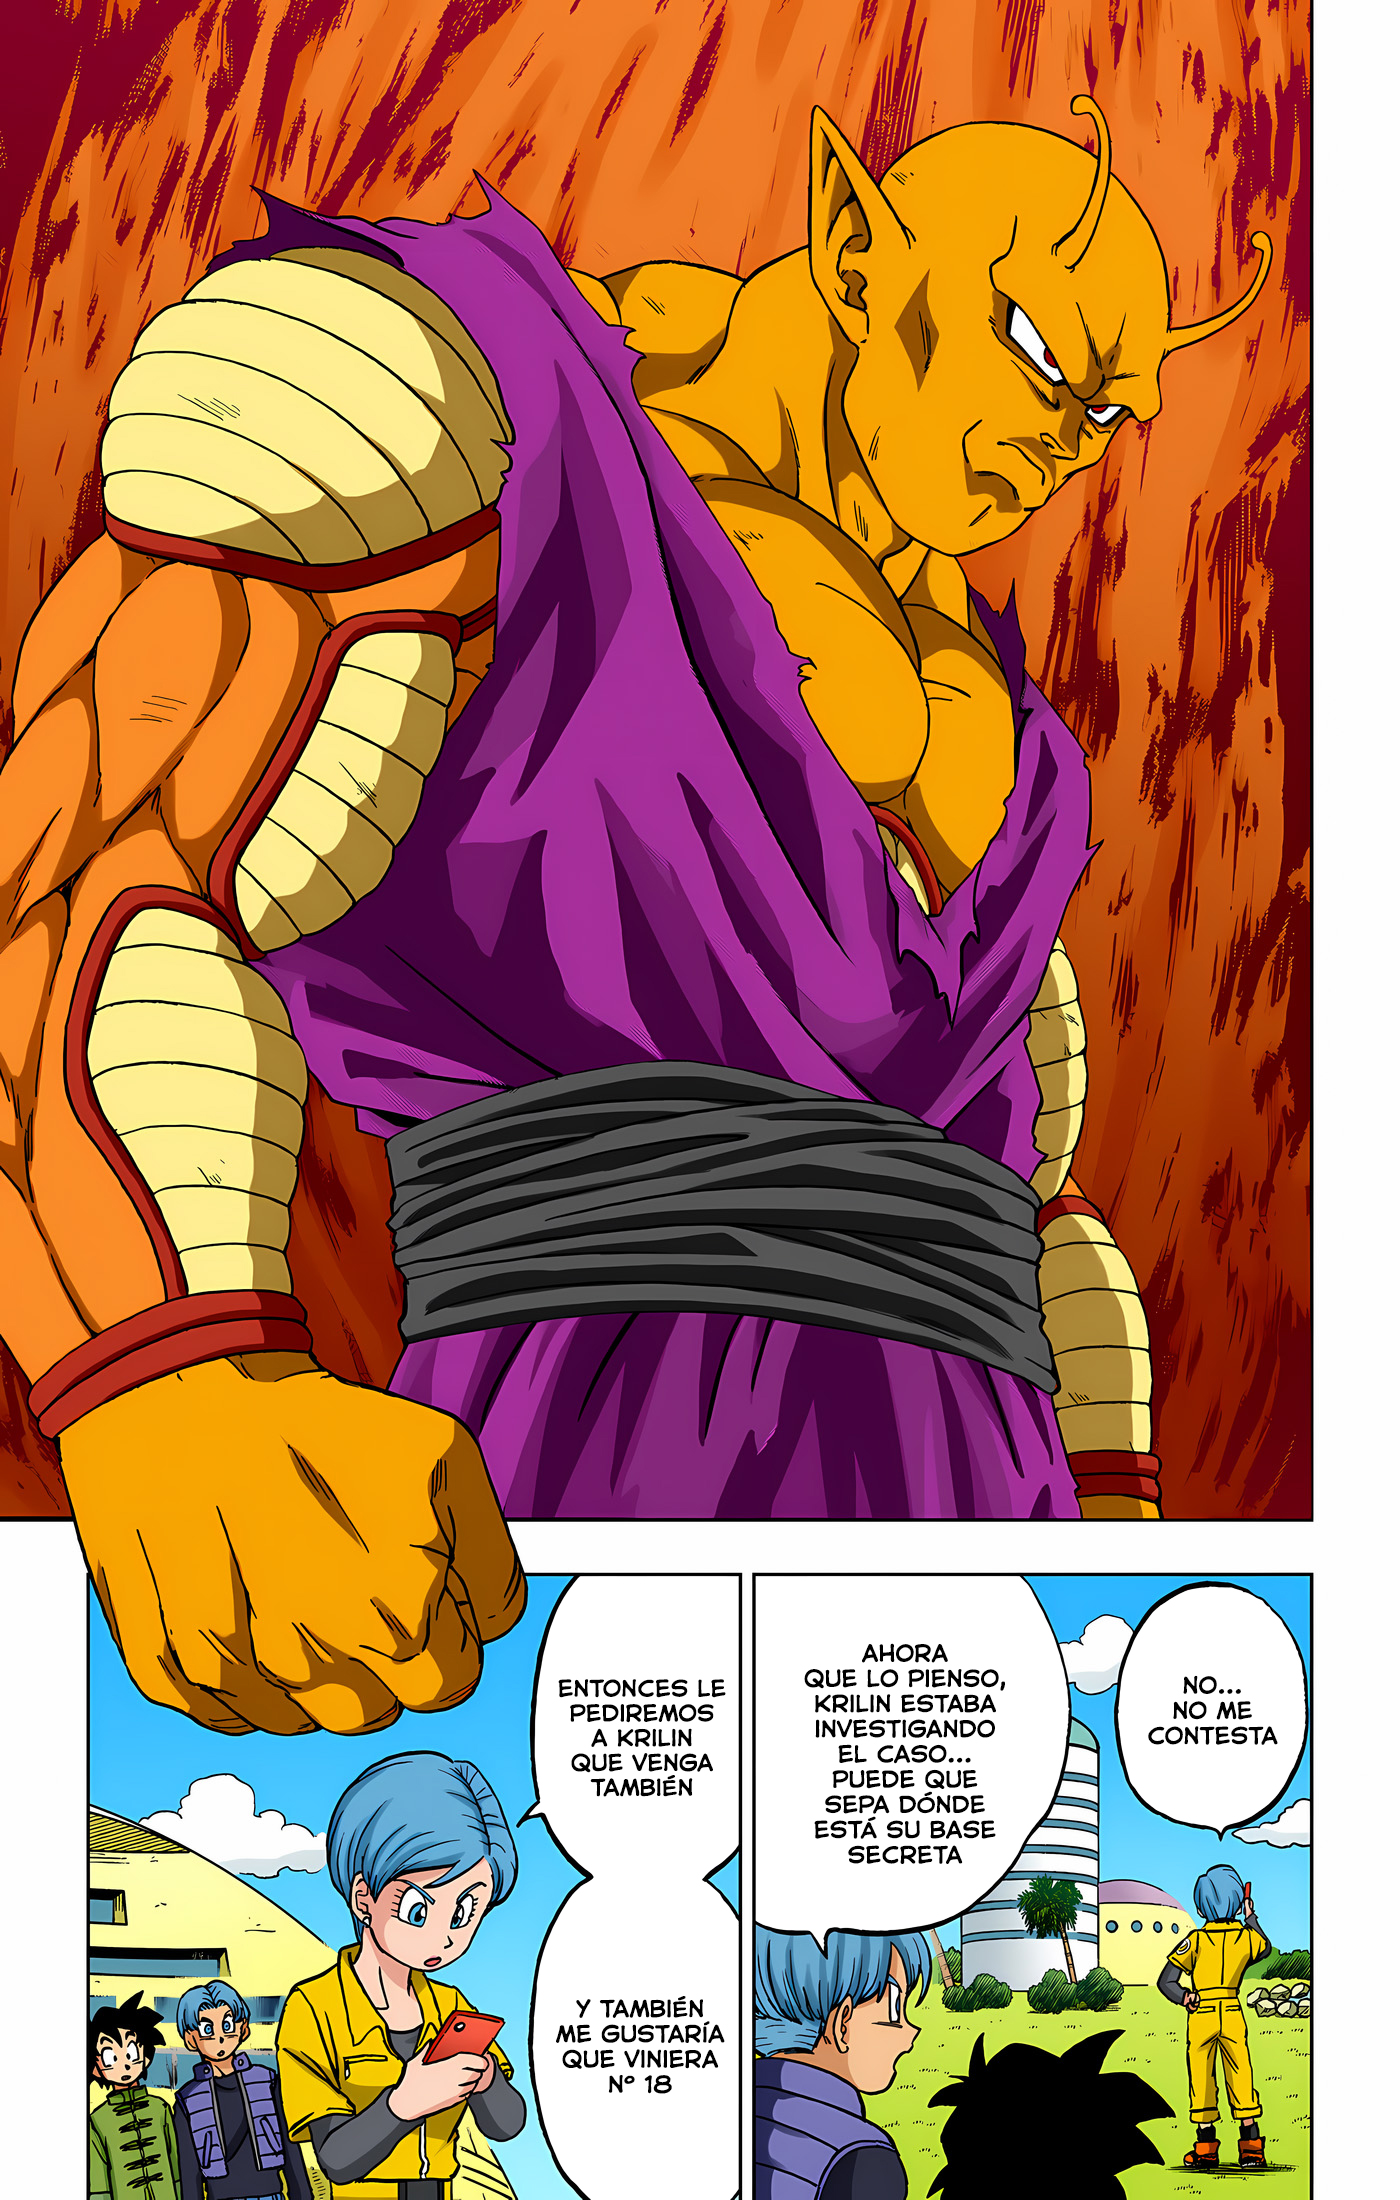 NO...
NO ME
CONTESTA
AHORA
QUE LO PIENSO,
KRILIN ESTABA
INVESTIGANDO
EL CASO...
PUEDE QUE
SEPA DÓNDE
ESTÁ SU BASE
SECRETA
ENTONCES LE
PEDIREMOS
A KRILIN
QUE VENGA
TAMBIÉN
Y TAMBIÉN
ME GUSTARÍA
QUE VINIERA
Nº 18